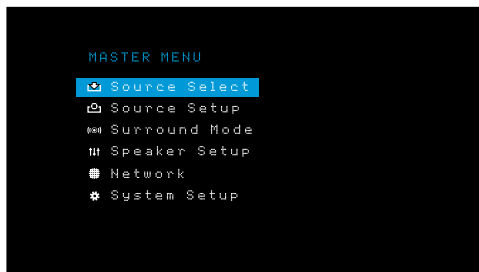 MASTER MENU
Source Select
Source Setup
Surround Mode
Speaker Setup
Network
System Setup